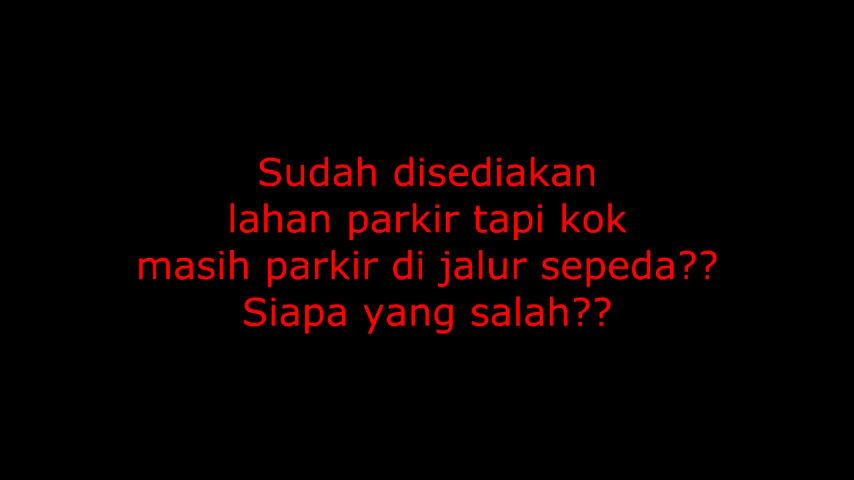 Sudah disediakan
lahan parkir tapi kok
masih parkir di jalur sepeda??
Siapa yang salah??